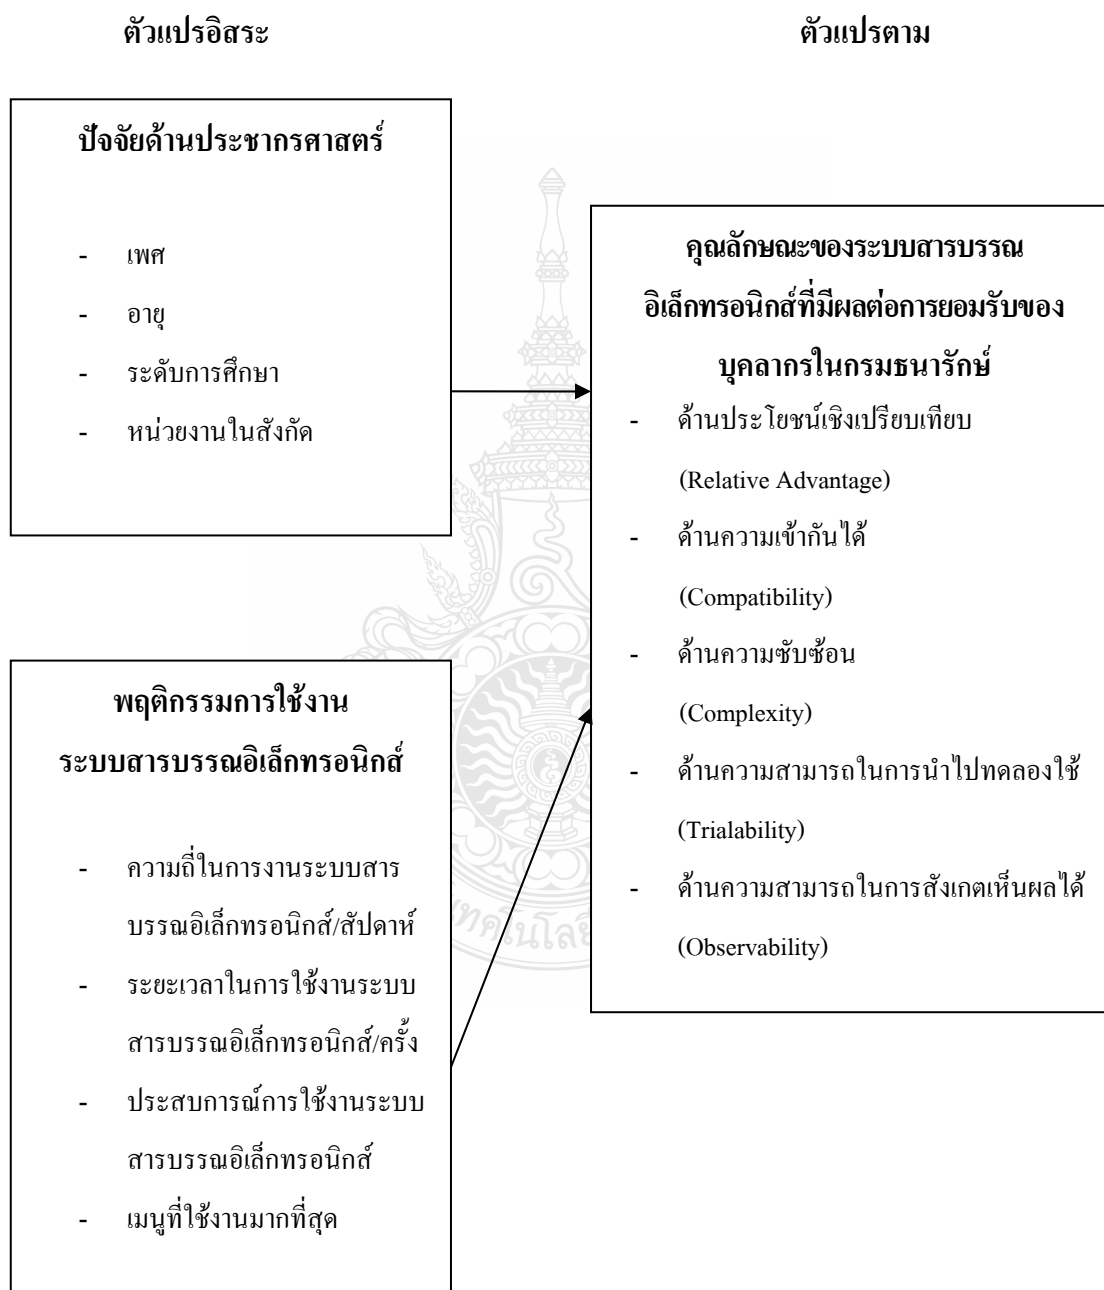 ตัวแปรอิสระ
ตัวแปรตาม
ปัจจัยด้านประชากรศาสตร์
- เพศ
- อายุ
- ระดับการศึกษา
- หน่วยงานในสังกัด
พฤติกรรมการใช้งาน
ระบบสารบรรณอิเล็กทรอนิกส์
- ความถี่ในการงานระบบสาร
บรรณอิเล็กทรอนิกส์/สัปดาห์
- ระยะเวลาในการใช้งานระบบ
สารบรรณอิเล็กทรอนิกส์/ครั้ง
- ประสบการณ์การใช้งานระบบ
สารบรรณอิเล็กทรอนิกส์
- เมนูที่ใช้งานมากที่สุด
คุณลักษณะของระบบสารบรรณ
อิเล็กทรอนิกส์ที่มีผลต่อการยอมรับของ
บุคลากรในกรมธนารักษ์
- ด้านประโยชน์เชิงเปรียบเทียบ
(Relative Advantage)
- ด้านความเข้ากันได้
(Compatibility)
- ด้านความซับซ้อน
(Complexity)
- ด้านความสามารถในการนำไปทดลองใช้
(Trialability)
- ด้านความสามารถในการสังเกตเห็นผลได้
(Observability)